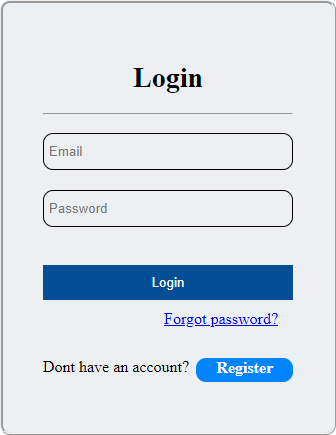 Login
Email
Password
Login
Forgot password?
Dont have an account? Register